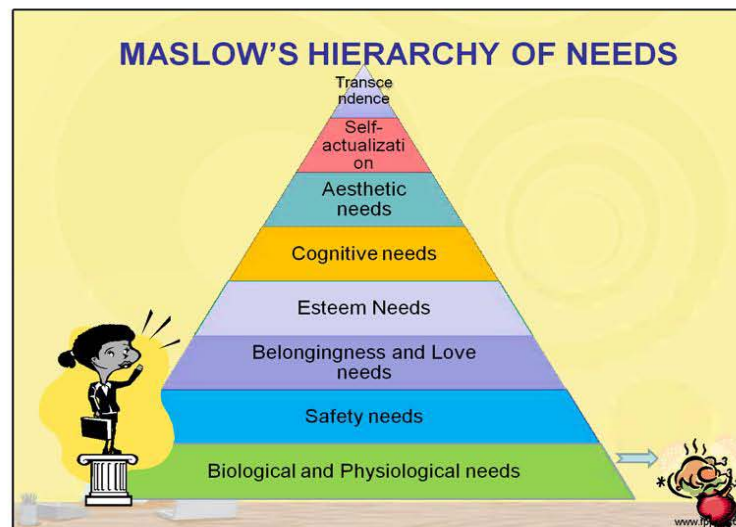 MASLOW'S HIERARCHY OF NEEDS
Transce
ndence
Self-
actualizati
on
Aesthetic
needs
Cognitive needs
Esteem Needs
Belongingness and Love
needs
Safety needs
Biological and Physiological needs